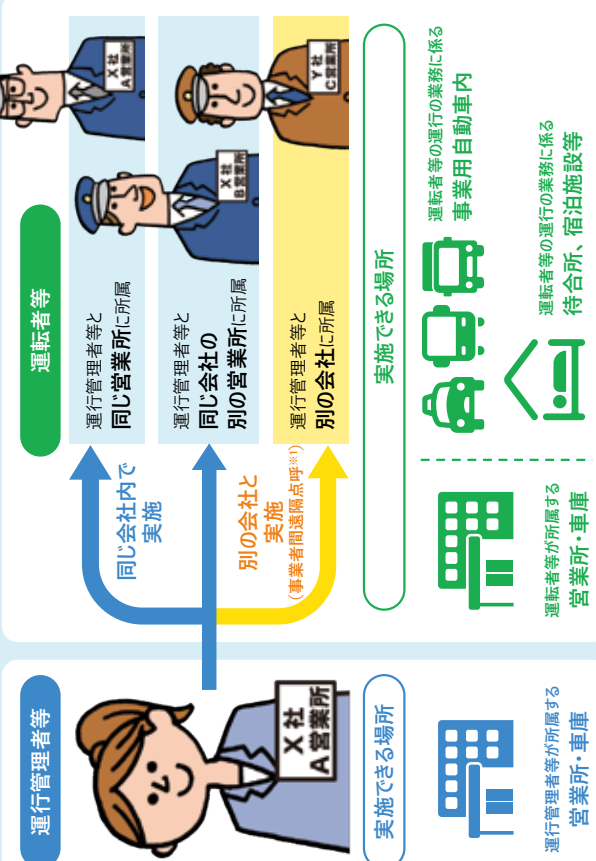 運行管理者等
X社
A営業所
実施できる場所
運行管理者等が所属する
営業所・車庫
運転者等
同じ会社内で
実施
別の会社と
実施
(事業者間遠隔点呼※1)
運行管理者等と
同じ営業所に所属
X社
A営業所
運行管理者等と
同じ会社の
別の営業所に所属
X社
B営業所
運行管理者等と
別の会社に所属
Y社
C営業所
実施できる場所
運転者等が所属する
営業所・車庫
運転者等の運行の業務に係る
事業用自動車内
運転者等の運行の業務に係る
待合所、宿泊施設等